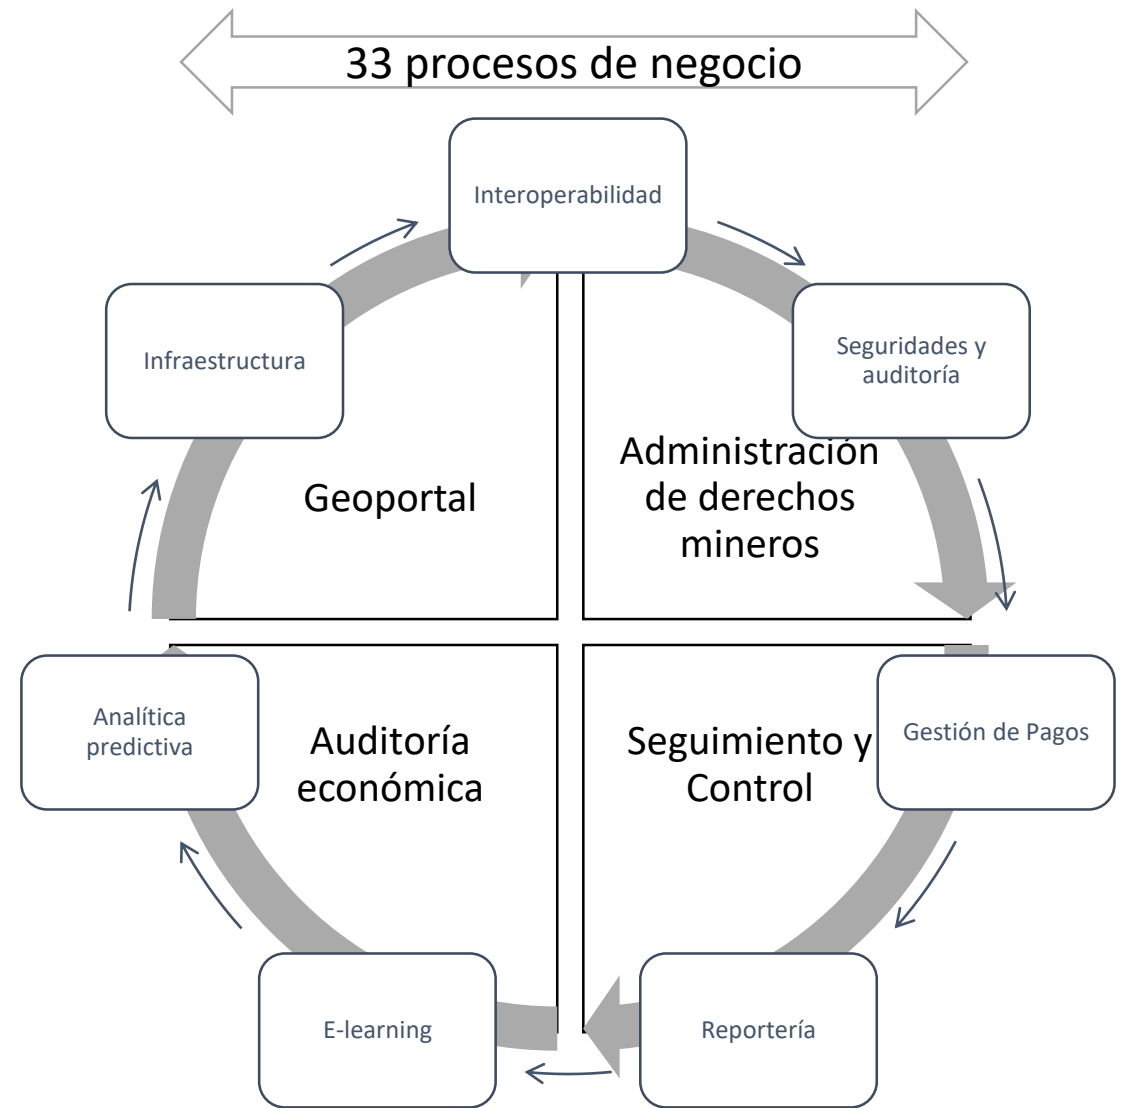 33 procesos de negocio
Interoperabilidad
Infraestructura
Seguridades y
auditoría
Geoportal
Administración
de derechos
mineros
Analítica
predictiva
Auditoría
económica
Seguimiento y
Control
Gestión de Pagos
E-learning
Reportería